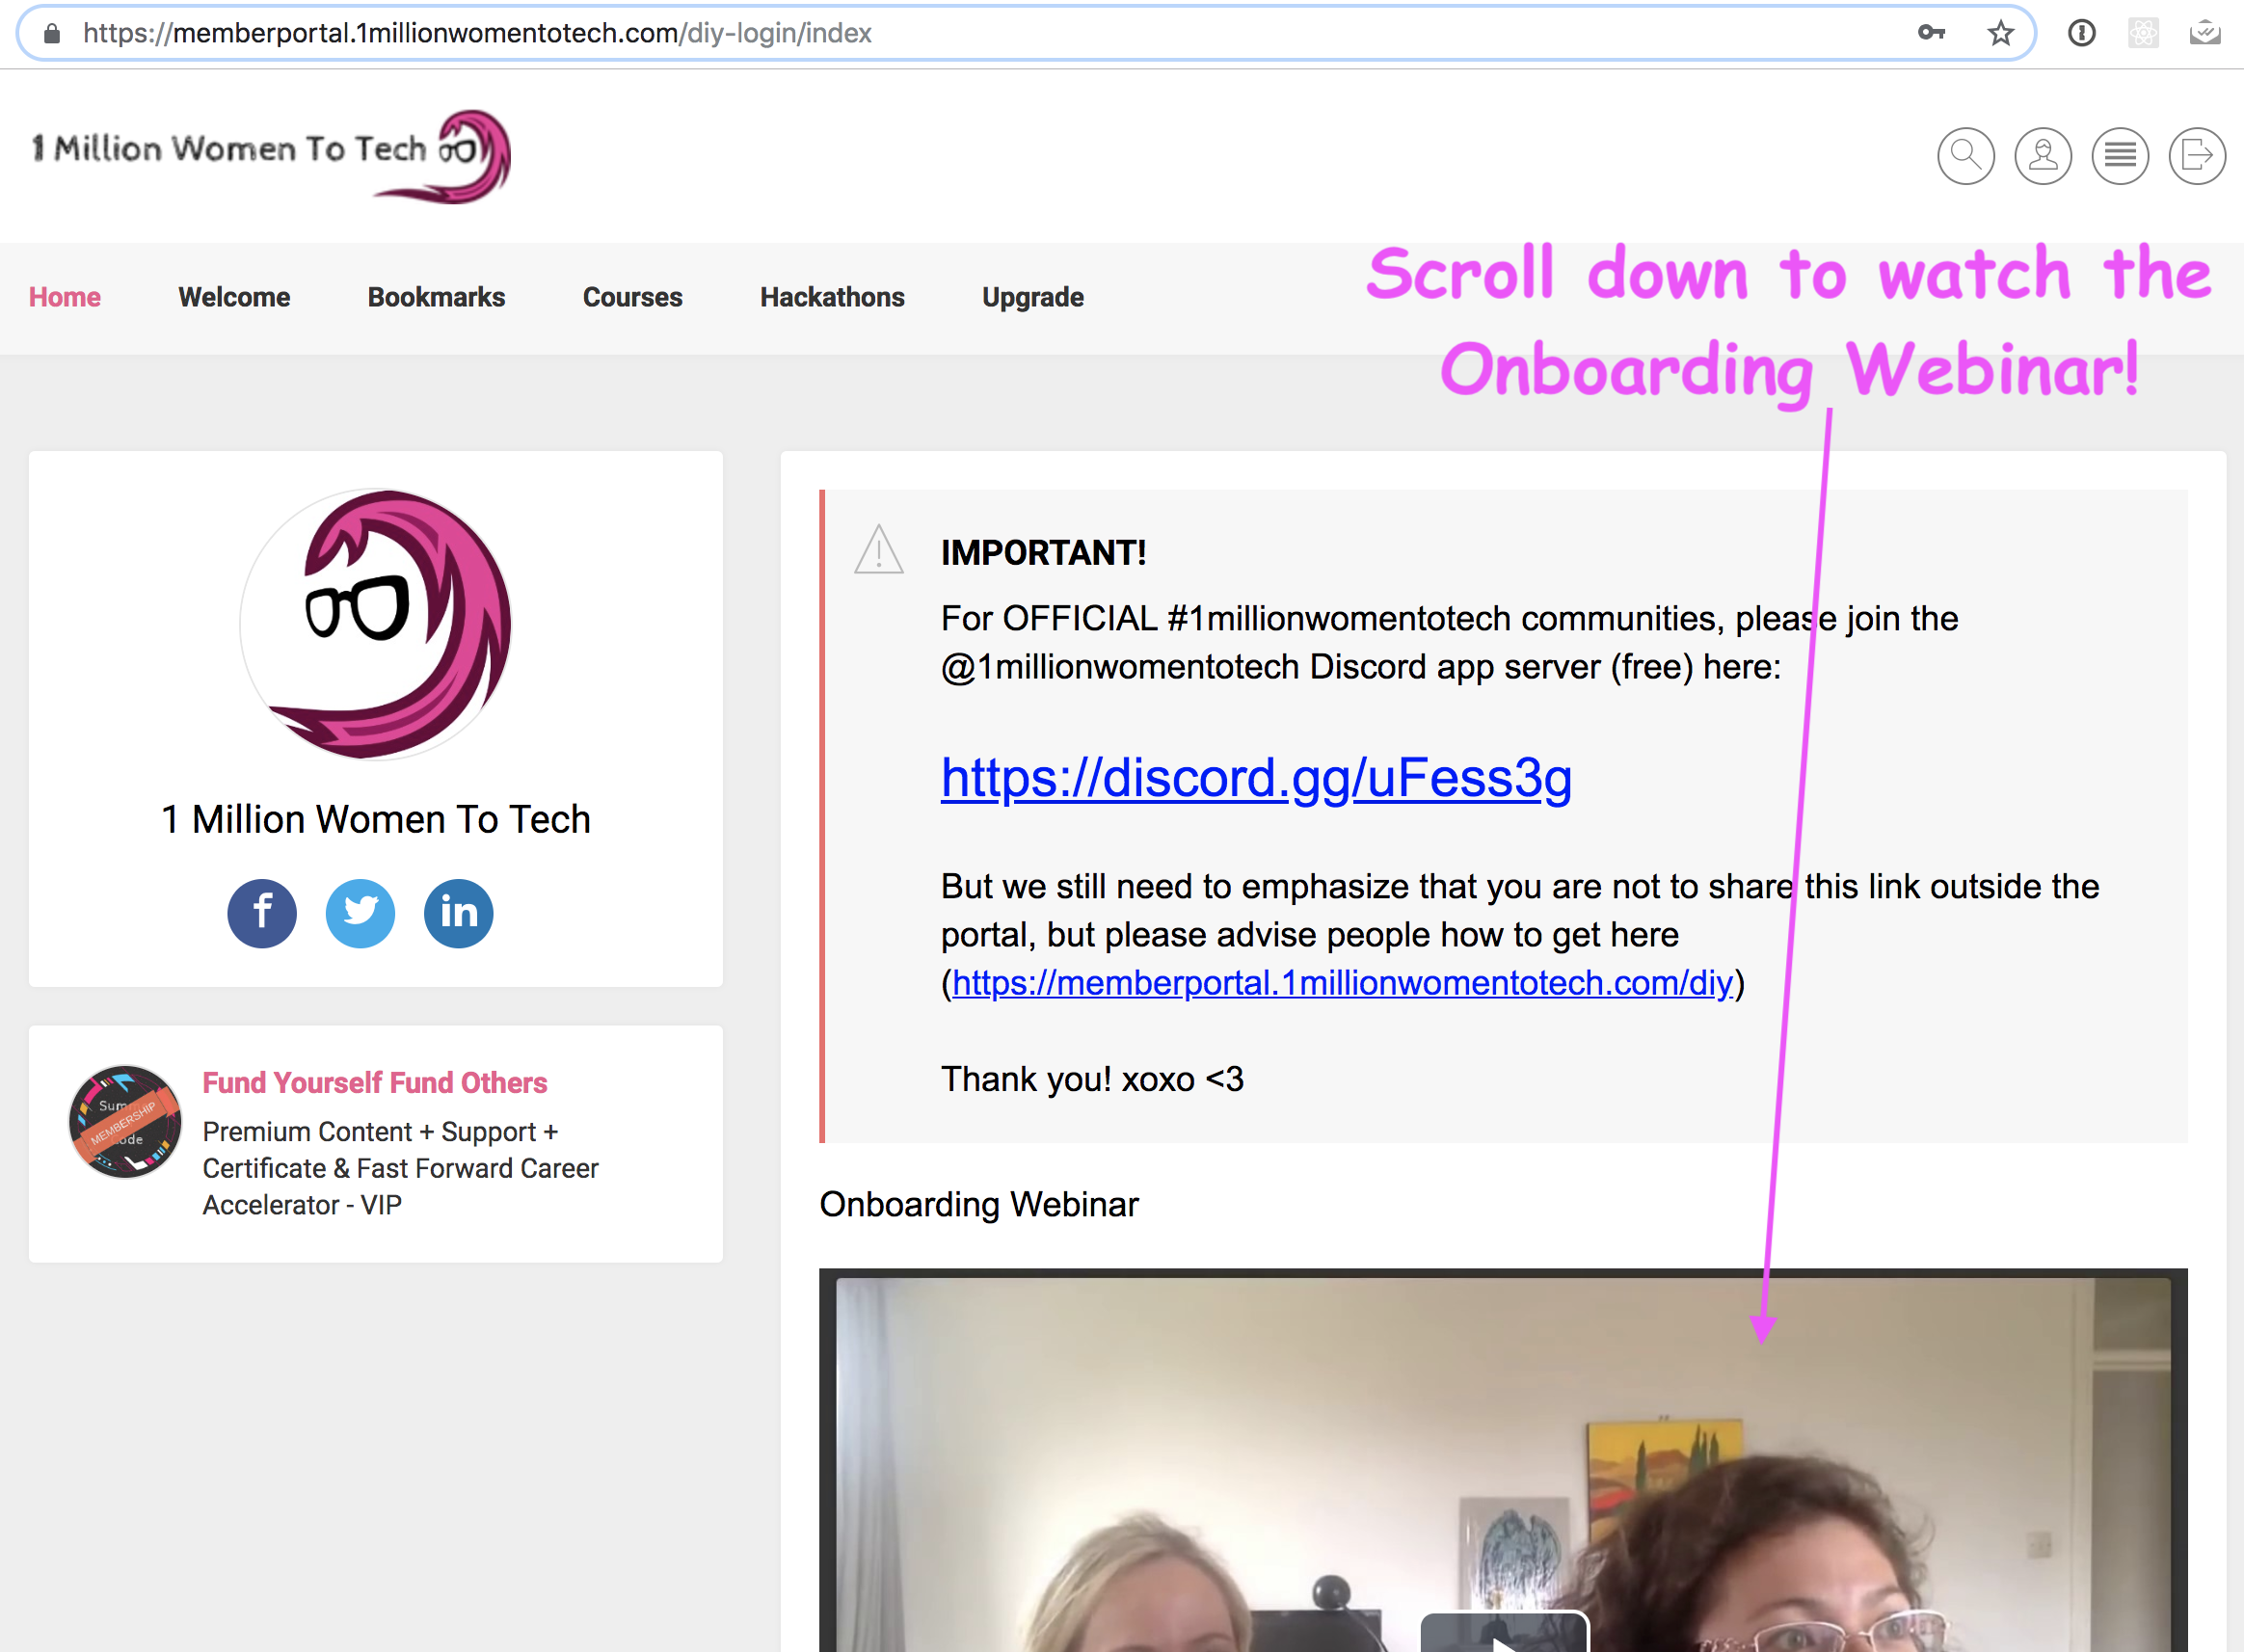 https://memberportal.1millionwomentotech.com/diy-login/index
1 Million Women To Tech
Scroll down to watch the
Onboarding Webinar!
Home Welcome Bookmarks Courses Hackathons Upgrade
1 Million Women To Tech
Fund Yourself Fund Others
Premium Content + Support +
Certificate & Fast Forward Career
Accelerator - VIP
MEMBERSHIP
IMPORTANT!
For OFFICIAL #1millionwomentotech communities, please join the
@1millionwomentotech Discord app server (free) here:
https://discord.gg/uFess3g
But we still need to emphasize that you are not to share this link outside the
portal, but please advise people how to get here
(https://memberportal.1millionwomentotech.com/diy)
Thank you! xoxo <3
Onboarding Webinar